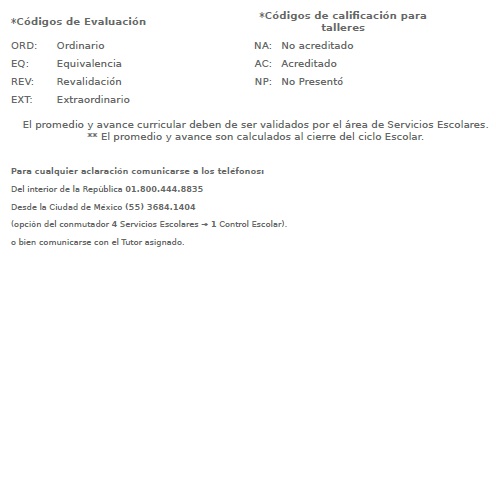 *Códigos de Evaluación
ORD: Ordinario
EQ: Equivalencia
REV: Revalidación
EXT: Extraordinario
*Códigos de calificación para
talleres
NA: No acreditado
AC: Acreditado
NP: No Presentó
El promedio y avance curricular deben de ser validados por el área de Servicios Escolares.
** El promedio y avance son calculados al cierre del ciclo Escolar.
Para cualquier aclaración comunicarse a los teléfonos:
Del interior de la República 01.800.444.8835
Desde la Ciudad de México (55) 3684.1404
(opción del conmutador 4 Servicios Escolares → 1 Control Escolar).
o bien comunicarse con el Tutor asignado.